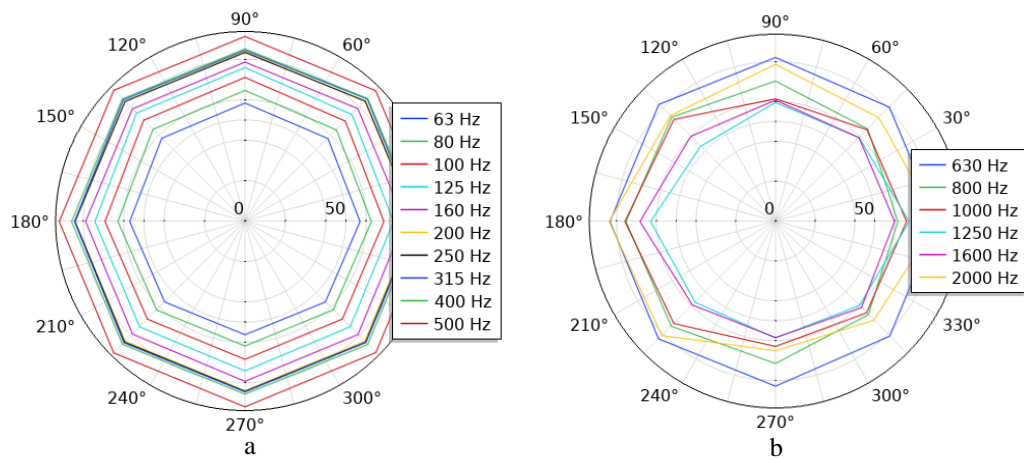 90°
120°
60°
150°
180°
210°
240°
300°
270°
0
50
63 Hz
80 Hz
100 Hz
125 Hz
160 Hz
200 Hz
250 Hz
315 Hz
400 Hz
500 Hz
a
90°
120°
60°
150°
30°
180°
210°
330°
240°
300°
270°
0
50
630 Hz
800 Hz
1000 Hz
1250 Hz
1600 Hz
2000 Hz
b